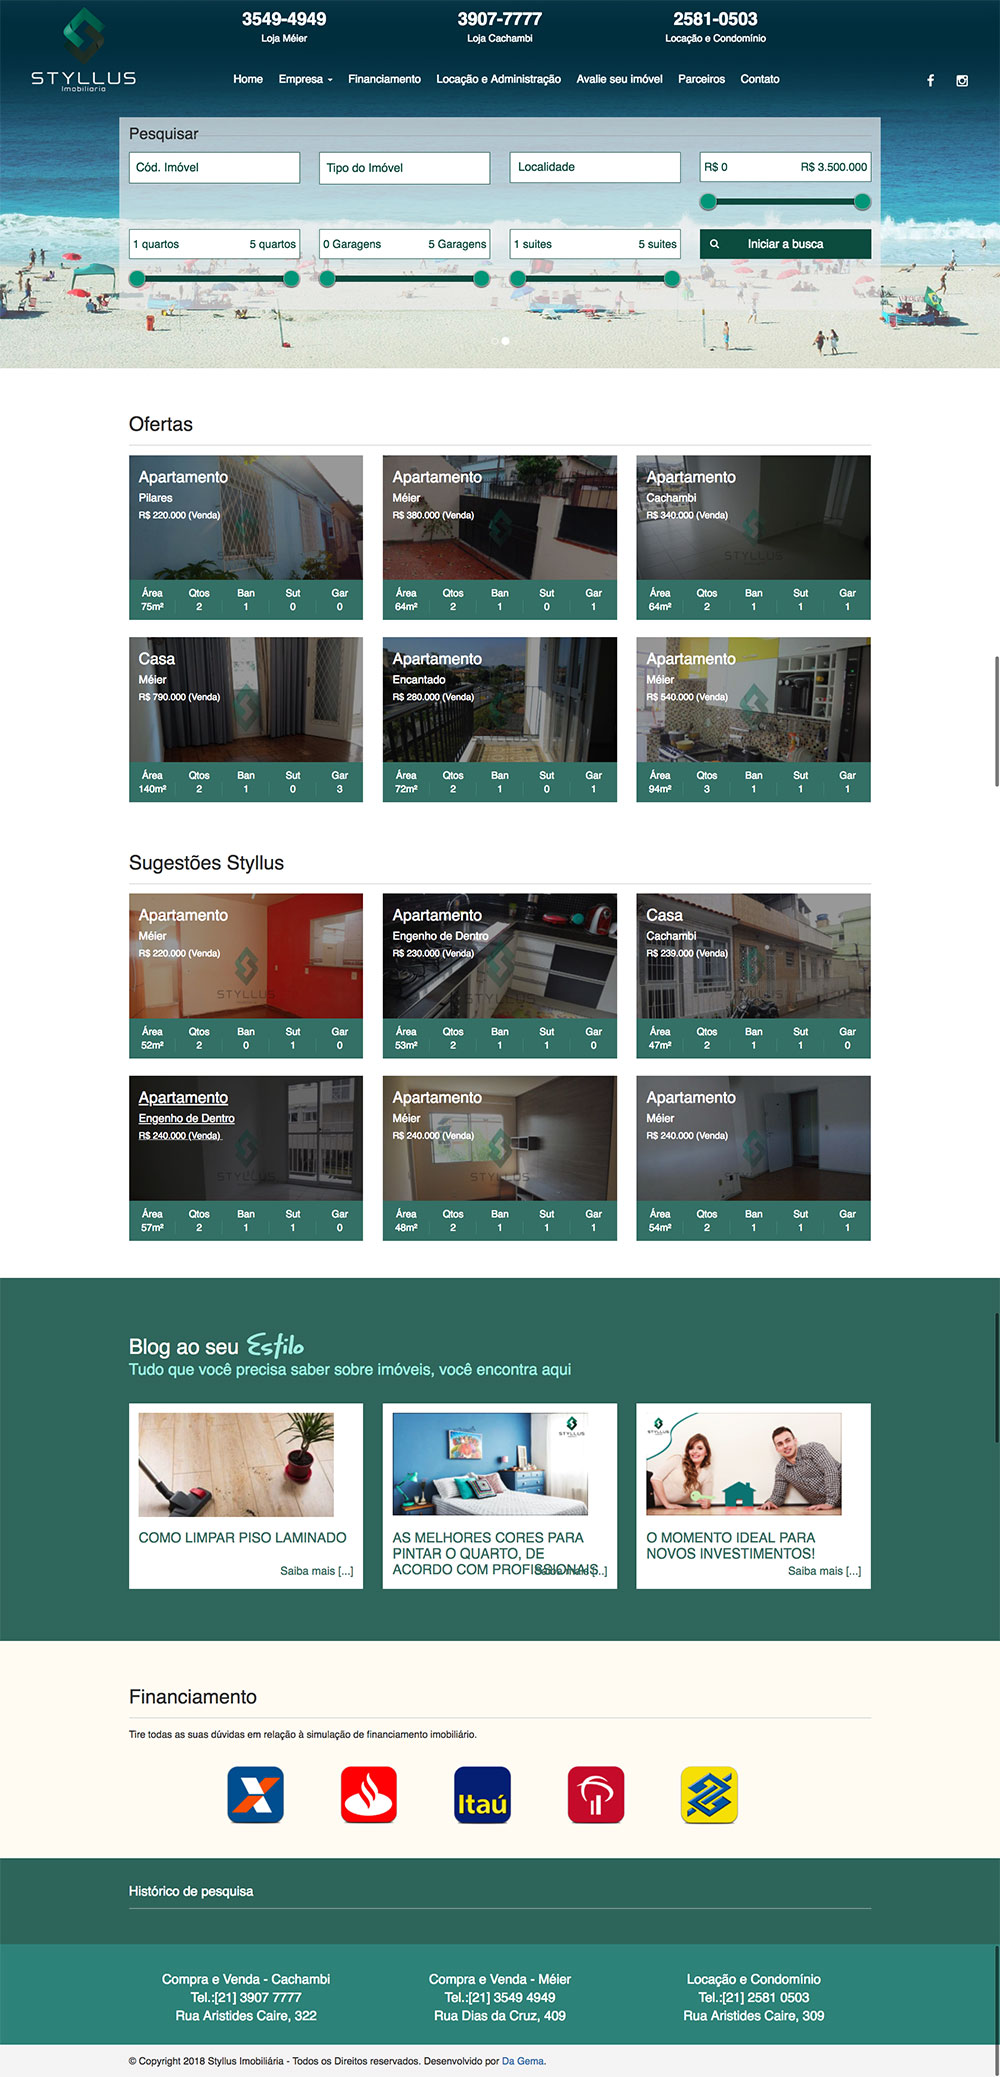 3549-4949
Loja Méier
3907-7777
Loja Cachambi
2581-0503
Locação e Condomínio
STYLLUS
Imobiliária
Home Empresa Financiamento Locação e Administração Avalie seu imóvel Parceiros Contato
Pesquisar
Cód. Imóvel
Tipo do Imóvel
Localidade
R$ 0 R$ 3.500.000
1 quartos 5 quartos
0 Garagens 5 Garagens
1 suites 5 suites
Iniciar a busca
Ofertas
Apartamento
Pilares
R$ 220.000 (Venda)
STYLLUS
Área Qtos Ban Sut Gar
75m² 2 1 0 0
Apartamento
Méier
R$ 380.000 (Venda)
STYLLUS
Área Qtos Ban Sut Gar
64m² 2 1 0 1
Apartamento
Cachambi
R$ 340.000 (Venda)
STYLLUS
Área Qtos Ban Sut Gar
64m² 2 1 1 1
Casa
Méier
R$ 790.000 (Venda)
Área Qtos Ban Sut Gar
140m² 2 1 0 3
Apartamento
Encantado
R$ 280.000 (Venda)
Área Qtos Ban Sut Gar
72m² 2 1 0 1
Apartamento
Méier
R$ 540.000 (Venda)
Área Qtos Ban Sut Gar
94m² 3 1 1 1
Sugestões Styllus
Apartamento
Méier
R$ 220.000 (Venda)
STYLLUS
Área Qtos Ban Sut Gar
52m² 2 0 1 0
Apartamento
Engenho de Dentro
R$ 230.000 (Venda)
STYLLUS
Área Qtos Ban Sut Gar
53m² 2 1 1 0
Casa
Cachambi
R$ 239.000 (Venda)
STYLLUS
Área Qtos Ban Sut Gar
47m² 2 1 1 0
Apartamento
Engenho de Dentro
R$ 240.000 (Venda)
STYLLUS
Área Qtos Ban Sut Gar
57m² 2 1 1 0
Apartamento
Méier
R$ 240.000 (Venda)
STYLLUS
Área Qtos Ban Sut Gar
48m² 2 1 1 1
Apartamento
Méier
R$ 240.000 (Venda)
STYLLUS
Área Qtos Ban Sut Gar
54m² 2 1 1 1
Blog ao seu Estilo
Tudo que você precisa saber sobre imóveis, você encontra aqui
COMO LIMPAR PISO LAMINADO
Saiba mais [...]
STYLLUS
AS MELHORES CORES PARA
PINTAR O QUARTO, DE
ACORDO COM PROFISSIONAIS
Saiba mais [...]
STYLLUS
O MOMENTO IDEAL PARA
NOVOS INVESTIMENTOS!
Saiba mais [...]
Financiamento
Tire todas as suas dúvidas em relação à simulação de financiamento imobiliário.
Itaú
Histórico de pesquisa
Compra e Venda - Cachambi
Tel.:[21] 3907 7777
Rua Aristides Caire, 322
Compra e Venda - Méier
Tel.:[21] 3549 4949
Rua Dias da Cruz, 409
Locação e Condomínio
Tel.:[21] 2581 0503
Rua Aristides Caire, 309
© Copyright 2018 Styllus Imobiliária - Todos os Direitos reservados. Desenvolvido por Da Gema.